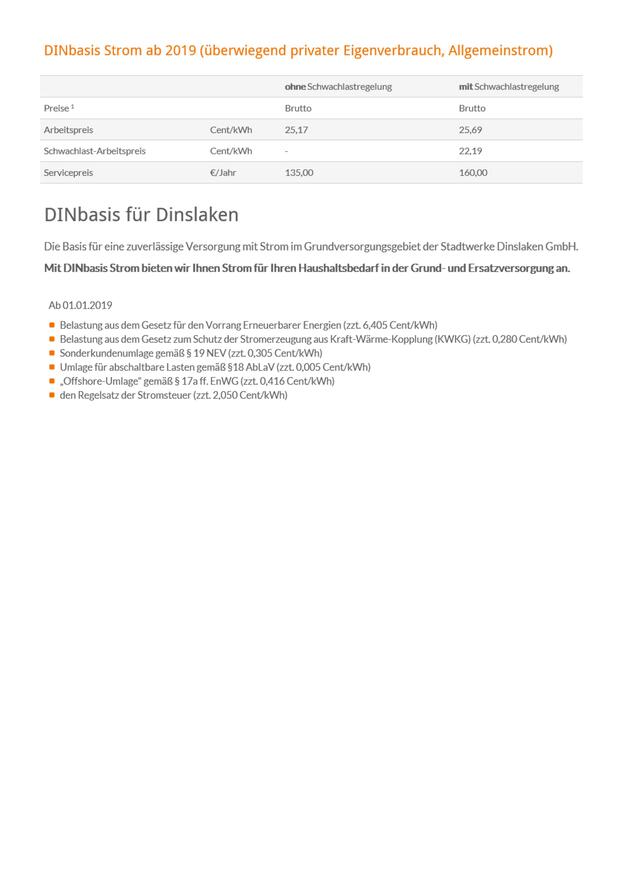 DINbasis Strom ab 2019 (überwiegend privater Eigenverbrauch, Allgemeinstrom)
ohne Schwachlastregelung mit Schwachlastregelung
Preise ¹ Brutto Brutto
Arbeitspreis Cent/kWh 25,17 25,69
Schwachlast-Arbeitspreis Cent/kWh - 22,19
Servicepreis €/Jahr 135,00 160,00
DINbasis für Dinslaken
Die Basis für eine zuverlässige Versorgung mit Strom im Grundversorgungsgebiet der Stadtwerke Dinslaken GmbH.
Mit DINbasis Strom bieten wir Ihnen Strom für Ihren Haushaltsbedarf in der Grund- und Ersatzversorgung an.
Ab 01.01.2019
Belastung aus dem Gesetz für den Vorrang Erneuerbarer Energien (zzt. 6,405 Cent/kWh)
Belastung aus dem Gesetz zum Schutz der Stromerzeugung aus Kraft-Wärme-Kopplung (KWKG) (zzt. 0,280 Cent/kWh)
Sonderkundenumlage gemäß § 19 NEV (zzt. 0,305 Cent/kWh)
Umlage für abschaltbare Lasten gemäß §18 AbLaV (zzt. 0,005 Cent/kWh)
„Offshore-Umlage“ gemäß § 17a ff. EnWG (zzt. 0,416 Cent/kWh)
den Regelsatz der Stromsteuer (zzt. 2,050 Cent/kWh)